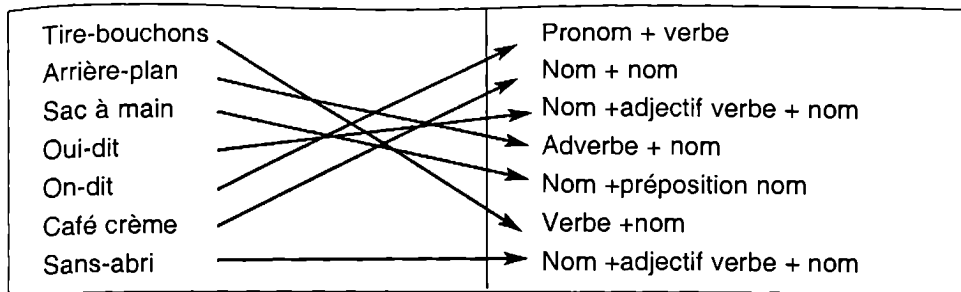 Tire-bouchons
Arrière-plan
Sac à main
Oui-dit
On-dit
Café crème
Sans-abri
Pronom + verbe
Nom + nom
Nom +adjectif verbe + nom
Adverbe + nom
Nom +préposition nom
Verbe +nom
Nom +adjectif verbe + nom